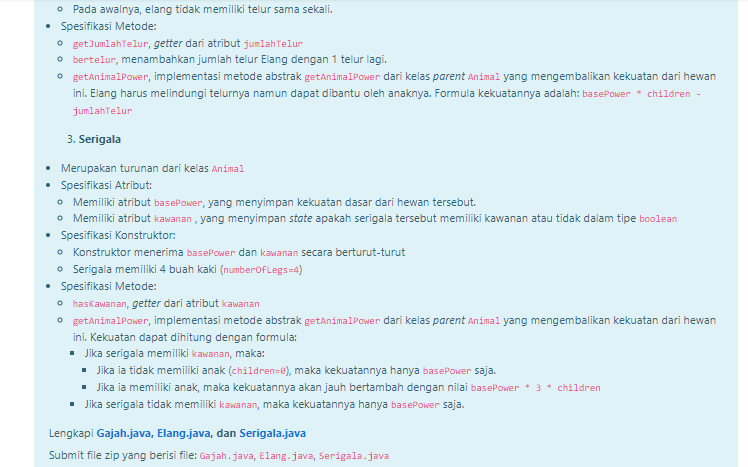 Pada awalnya, elang tidak memiliki telur sama sekali.
Spesifikasi Metode:
getJumlahTelur, getter dari atribut jumlahTelur
bertelur, menambahkan jumlah telur Elang dengan 1 telur lagi.
getAnimalPower, implementasi metode abstrak getAnimalPower dari kelas parent Animal yang mengembalikan kekuatan dari hewan
ini. Elang harus melindungi telurnya namun dapat dibantu oleh anaknya. Formula kekuatannya adalah: basePower * children -
jumlahTelur
3. Serigala
Merupakan turunan dari kelas Animal
Spesifikasi Atribut:
Memiliki atribut basePower, yang menyimpan kekuatan dasar dari hewan tersebut.
Memiliki atribut kawanan , yang menyimpan state apakah serigala tersebut memiliki kawanan atau tidak dalam tipe boolean
Spesifikasi Konstruktor:
Konstruktor menerima basePower dan kawanan secara berturut-turut
Serigala memiliki 4 buah kaki (numberOfLegs=4)
Spesifikasi Metode:
hasKawanan, getter dari atribut kawanan
getAnimalPower, implementasi metode abstrak getAnimalPower dari kelas parent Animal yang mengembalikan kekuatan dari hewan
ini. Kekuatan dapat dihitung dengan formula:
Jika serigala memiliki kawanan, maka:
Jika ia tidak memiliki anak (children=0), maka kekuatannya hanya basePower saja.
Jika ia memiliki anak, maka kekuatannya akan jauh bertambah dengan nilai basePower * 3 * children
Jika serigala tidak memiliki kawanan, maka kekuatannya hanya basePower saja.
Lengkapi Gajah.java, Elang.java, dan Serigala.java
Submit file zip yang berisi file: Gajah.java, Elang.java, Serigala.java